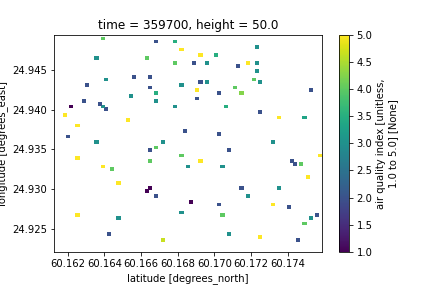 time = 359700, height = 50.0
24.945
24.940
24.935
24.930
24.925
longitude [degrees_east]
60.162 60.164 60.166 60.168 60.170 60.172 60.174
latitude [degrees_north]
5.0
4.5
4.0
3.5
3.0
2.5
2.0
1.5
1.0
air quality index [unitless,
1.0 to 5.0] [None]